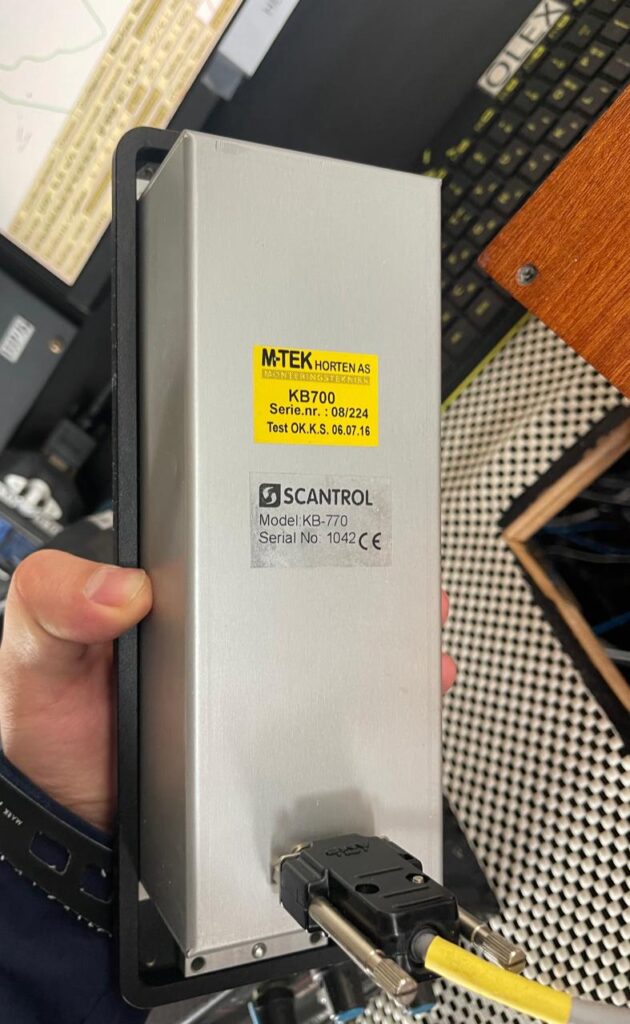 OLEX
M-TEK HORTEN AS
MONTERINGSTEKNIKK
KB700
Serie.nr. : 08/224
Test OK.K.S. 06.07.16
SCANTROL
Model:KB-770
Serial No: 1042 CE